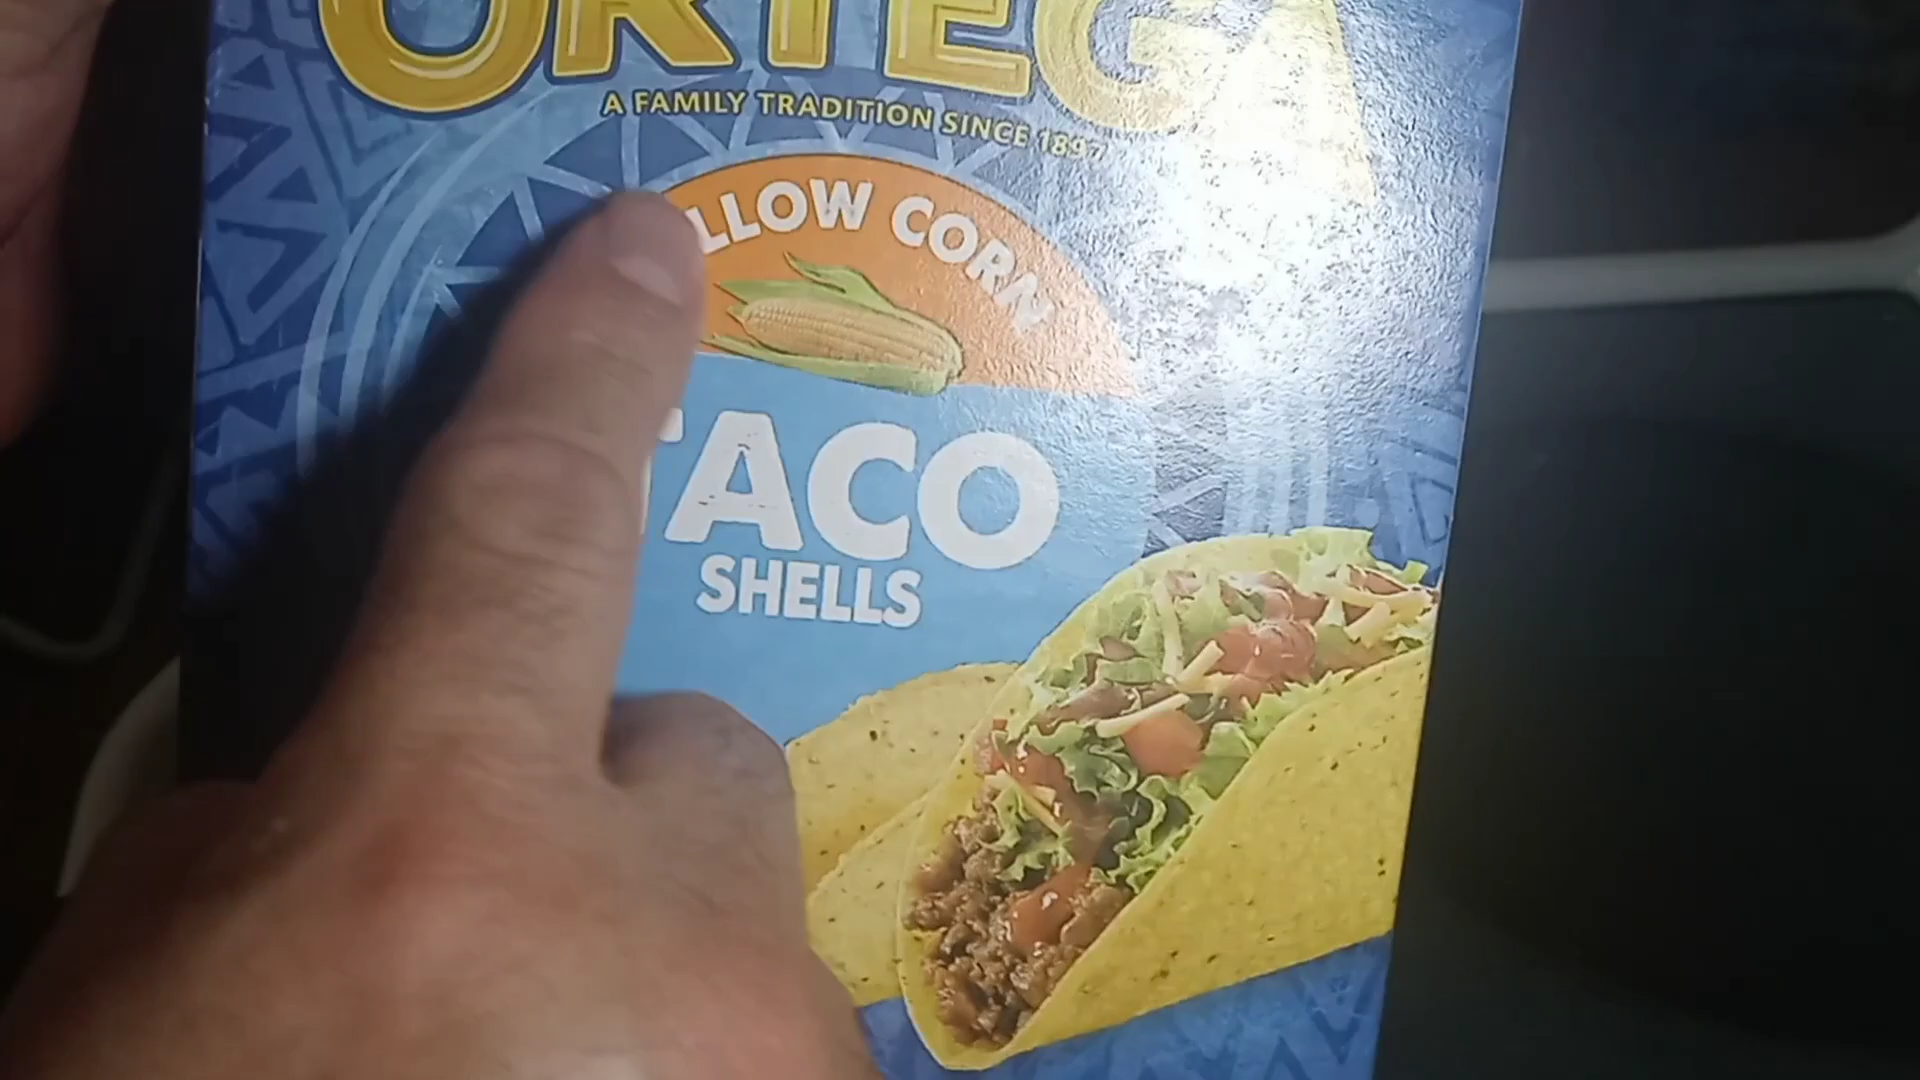 ORTEGA
A FAMILY TRADITION SINCE 1897
LLOW CORN
TACO
SHELLS